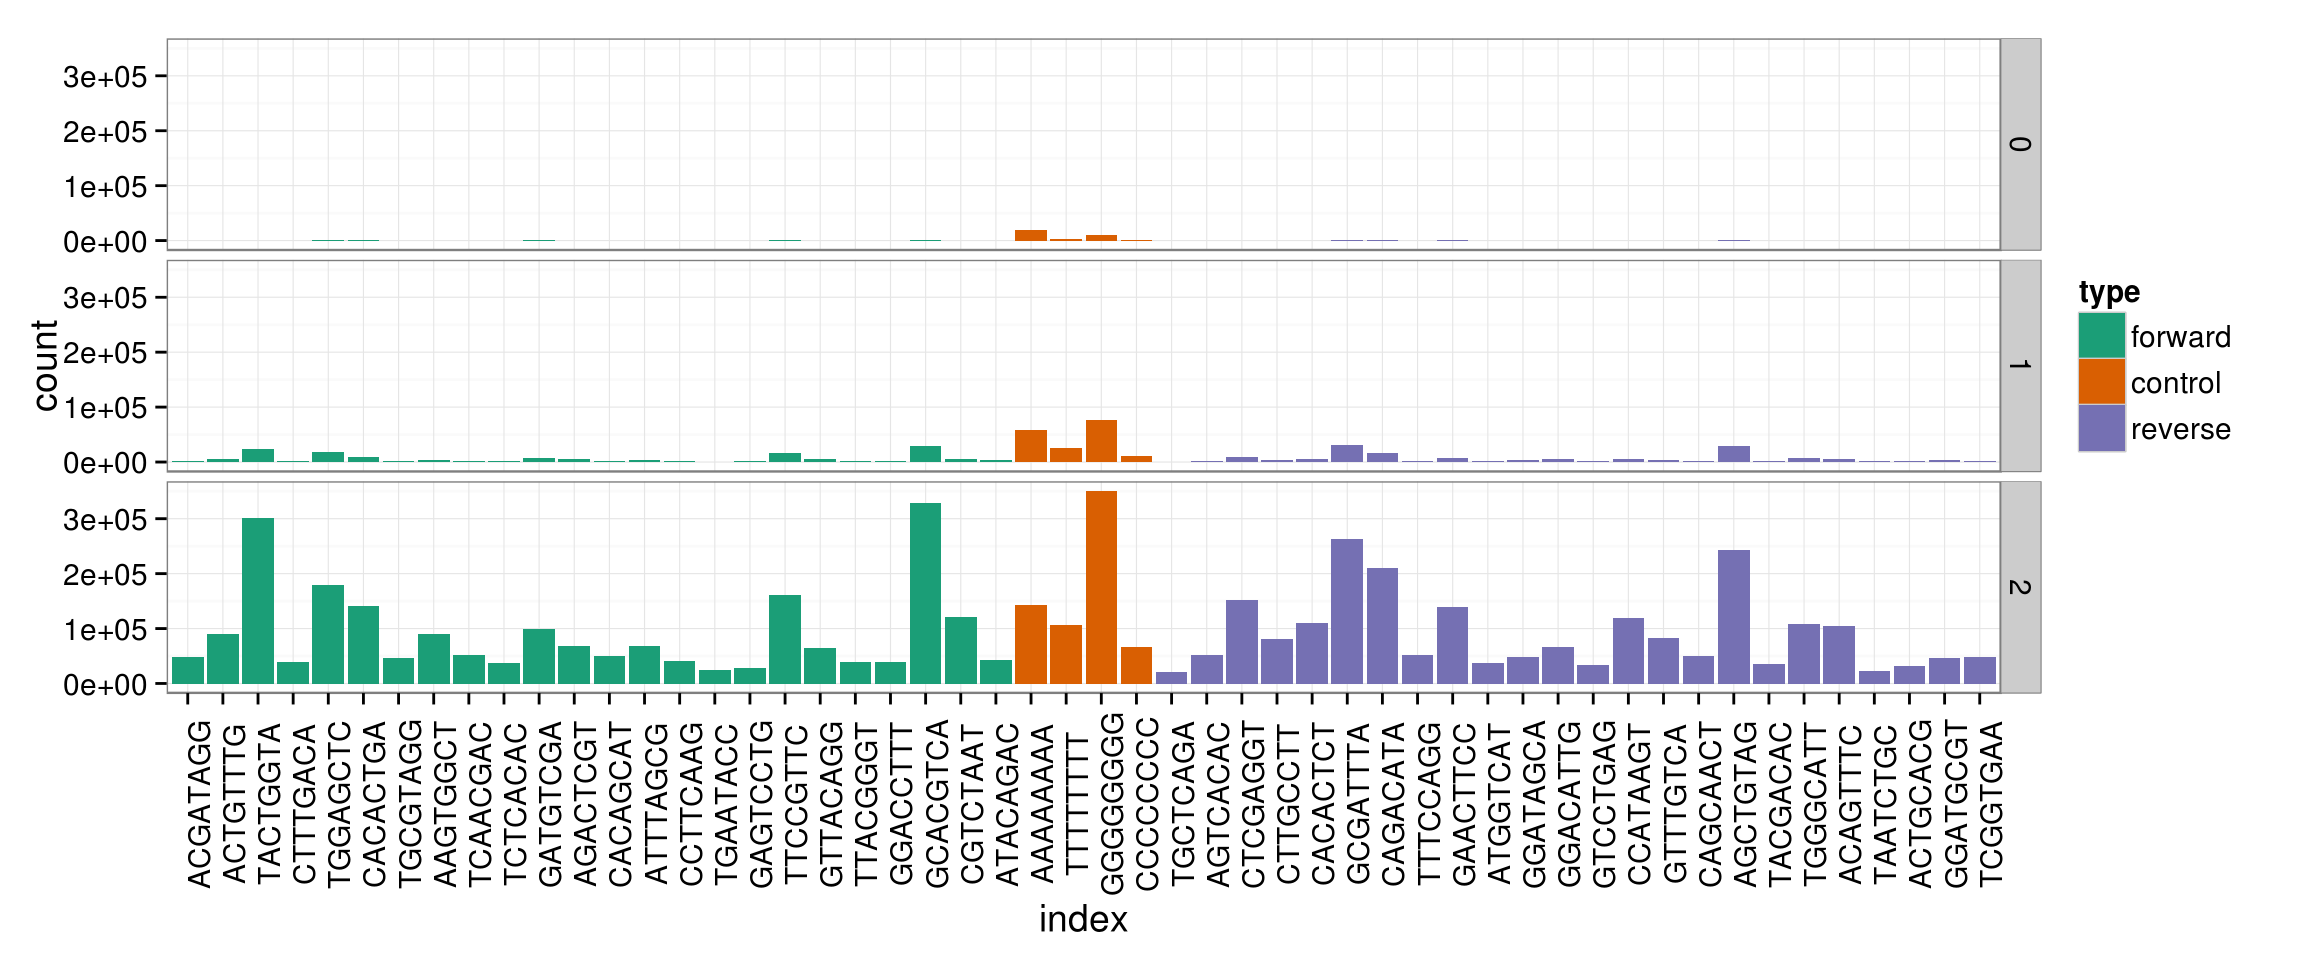 3e+05
2e+05
1e+05
0e+00
0
3e+05
2e+05
1e+05
0e+00
1
3e+05
2e+05
1e+05
0e+00
2
count
ACGATAGG
ACTGTTTG
TACTGGTA
CTTTGACA
TGGAGCTC
CACACTGA
TGCGTAGG
AAGTGGCT
TCAACGAC
TCTCACAC
GATGTCGA
AGACTCGT
CACAGCAT
ATTTAGCG
CCTTCAAG
TGAATACC
GAGTCCTG
TTCCGTTC
GTTACAGG
TTACGGGT
GGACCTTT
GCACGTCA
CGTCTAAT
ATACAGAC
AAAAAAAA
TTTTTTTT
GGGGGGGG
CCCCCCCC
TGCTCAGA
AGTCACAC
CTCGAGGT
CTTGCCTT
CACACTCT
GCGATTTA
CAGACATA
TTTCCAGG
GAACTTCC
ATGGTCAT
GGATAGCA
GGACATTG
GTCCTGAG
CCATAAGT
GTTTGTCA
CAGCAACT
AGCTGTAG
TACGACAC
TGGGCATT
ACAGTTTC
TAATCTGC
ACTGCACG
GGATGCGT
TCGGTGAA
index
type
forward
control
reverse